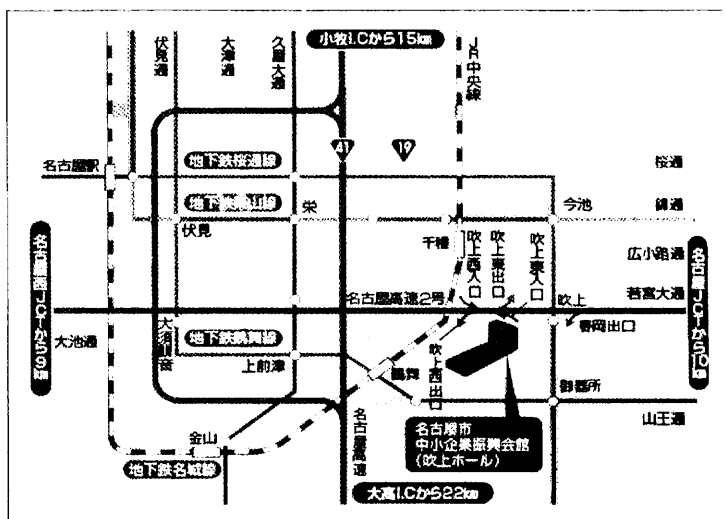 小牧I.Cから15km
伏見通
大津通
久屋大通
JR中央線
41
19
名古屋駅
地下鉄桜通線
桜通
地下鉄東山線
栄
今池
錦通
伏見
千種
吹上西入口
吹上東出口
吹上東入口
広小路通
名古屋西JCTから9km
名古屋高速2号
吹上
若宮大通
名古屋JCTから10km
大池通
大須観音
地下鉄鶴舞線
春岡出口
上前津
鶴舞
吹上西出口
御器所
山王通
金山
名古屋高速
名古屋市
中小企業振興会館
(吹上ホール)
地下鉄名城線
大高I.Cから22km